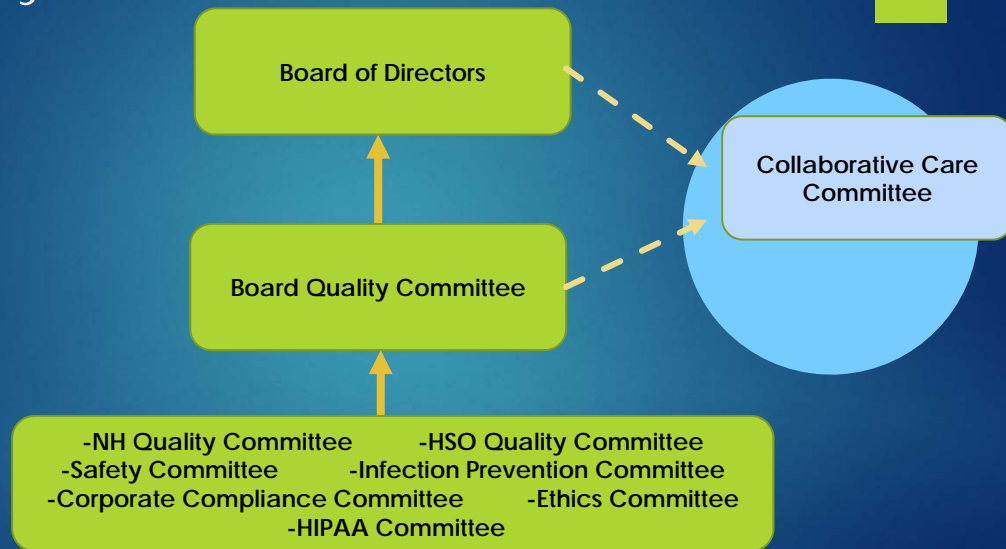 Board of Directors
Collaborative Care
Committee
Board Quality Committee
-NH Quality Committee -HSO Quality Committee
-Safety Committee -Infection Prevention Committee
-Corporate Compliance Committee -Ethics Committee
-HIPAA Committee